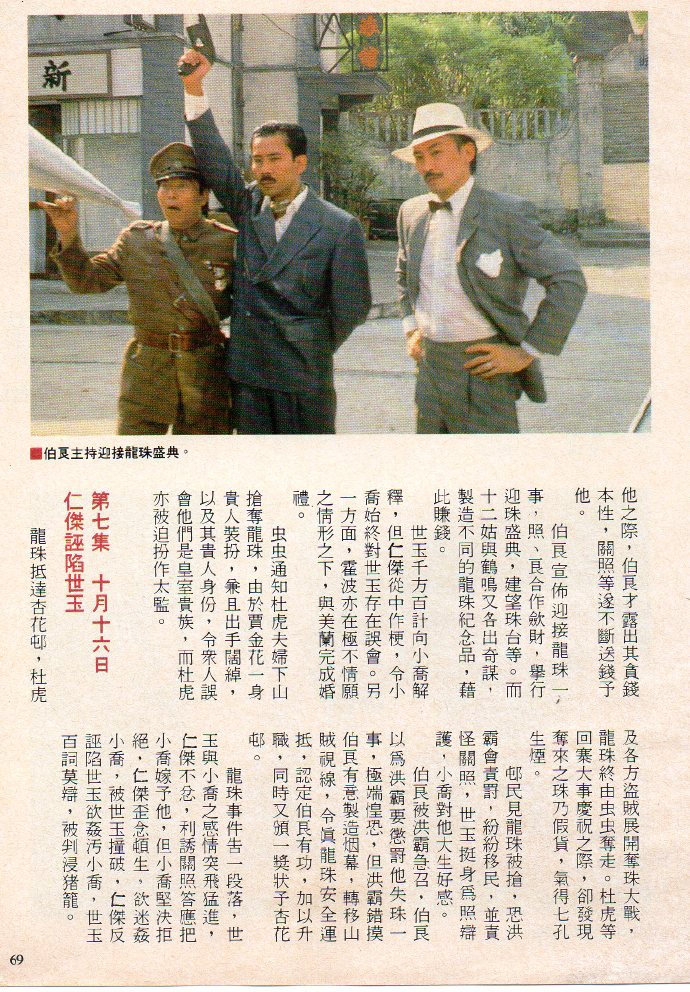 新
■伯良主持迎接龍珠盛典。
他之際，伯良才露出其貪錢
本性，關照等遂不斷送錢予
他。
伯良宣佈迎接龍珠一
事，照、良合作歛財，舉行
迎珠盛典，建望珠台等。而
十二姑與鶴鳴又各出奇謀，
製造不同的龍珠紀念品，藉
此賺錢。
世玉千方百計向小喬解
釋，但仁傑從中作梗，令小
喬始終對世玉存在誤會。另
一方面，霍波亦在極不情願
之情形之下，與美蘭完成婚
禮。
虫虫通知杜虎夫婦下山
搶奪龍珠，由於賈金花一身
貴人裝扮，兼且出手闊綽，
以及其貴人身份，令衆人誤
會他們是皇室貴族，而杜虎
亦被迫扮作太監。
第七集　十月十六日
仁傑誣陷世玉
龍珠抵達杏花邨，杜虎
及各方盜賊展開奪珠大戰，
龍珠終由虫虫奪走。杜虎等
回寨大事慶祝之際，卻發現
奪來之珠乃假貨，氣得七孔
生煙。
邨民見龍珠被搶，恐洪
霸會責罰，紛紛移民，並責
怪關照，世玉挺身爲照辯
護，小喬對他大生好感。
伯良被洪霸急召，伯良
以爲洪霸要懲罰他失珠一
事，極端惶恐，但洪霸錯摸
伯良有意製造烟幕，轉移山
賊視線，令眞龍珠安全運
抵，認定伯良有功，加以升
職，同時又頒一獎狀予杏花
邨。
龍珠事件告一段落，世
玉與小喬之感情突飛猛進，
仁傑不忿，利誘關照答應把
小喬嫁予他，但小喬堅決拒
絕，仁傑歪念頓生，欲迷姦
小喬，被世玉撞破，仁傑反
誣陷世玉欲姦污小喬，世玉
百詞莫辯，被判浸猪籠。
69